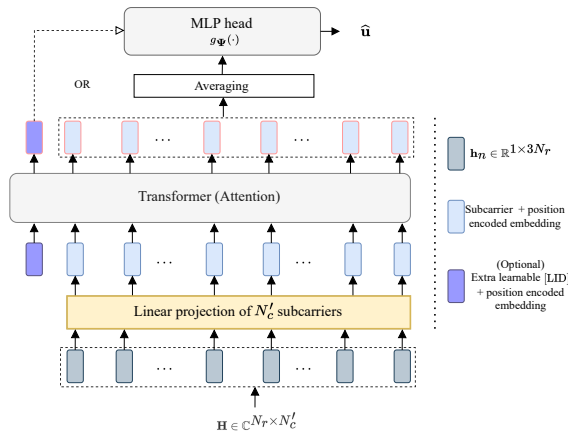 MLP head
g_Ψ(·)
û
OR
Averaging
... ...
Transformer (Attention)
... ...
Linear projection of N′_c subcarriers
... ...
H ∈ ℂ^{N_r×N′_c}
h_n ∈ ℝ^{1×3N_r}
Subcarrier + position
encoded embedding
(Optional)
Extra learnable [LID]
+ position encoded
embedding